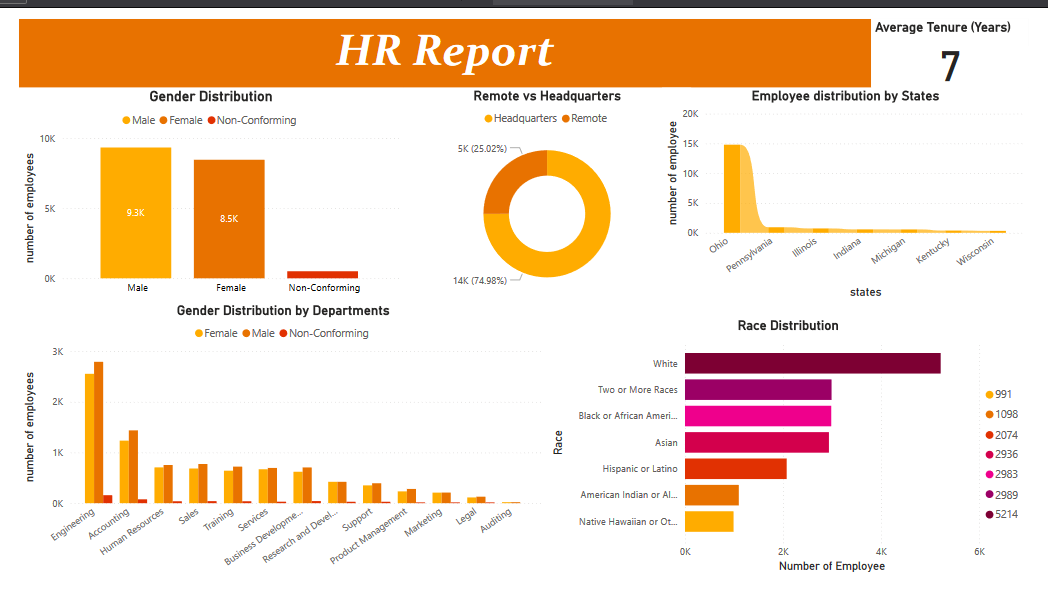 HR Report
Average Tenure (Years)
7
Gender Distribution
Male Female Non-Conforming
number of employees
10K
5K
0K
9.3K
8.5K
Male Female Non-Conforming
Remote vs Headquarters
Headquarters Remote
5K (25.02%)
14K (74.98%)
Employee distribution by States
number of employee
20K
15K
10K
5K
0K
Ohio
Pennsylvania
Illinois
Indiana
Michigan
Kentucky
Wisconsin
states
Gender Distribution by Departments
Female Male Non-Conforming
number of employees
3K
2K
1K
0K
Engineering
Accounting
Human Resources
Sales
Training
Services
Business Developme...
Research and Devel...
Support
Product Management
Marketing
Legal
Auditing
Race Distribution
Race
White
Two or More Races
Black or African Ameri...
Asian
Hispanic or Latino
American Indian or Al...
Native Hawaiian or Ot...
0K 2K 4K 6K
Number of Employee
991
1098
2074
2936
2983
2989
5214